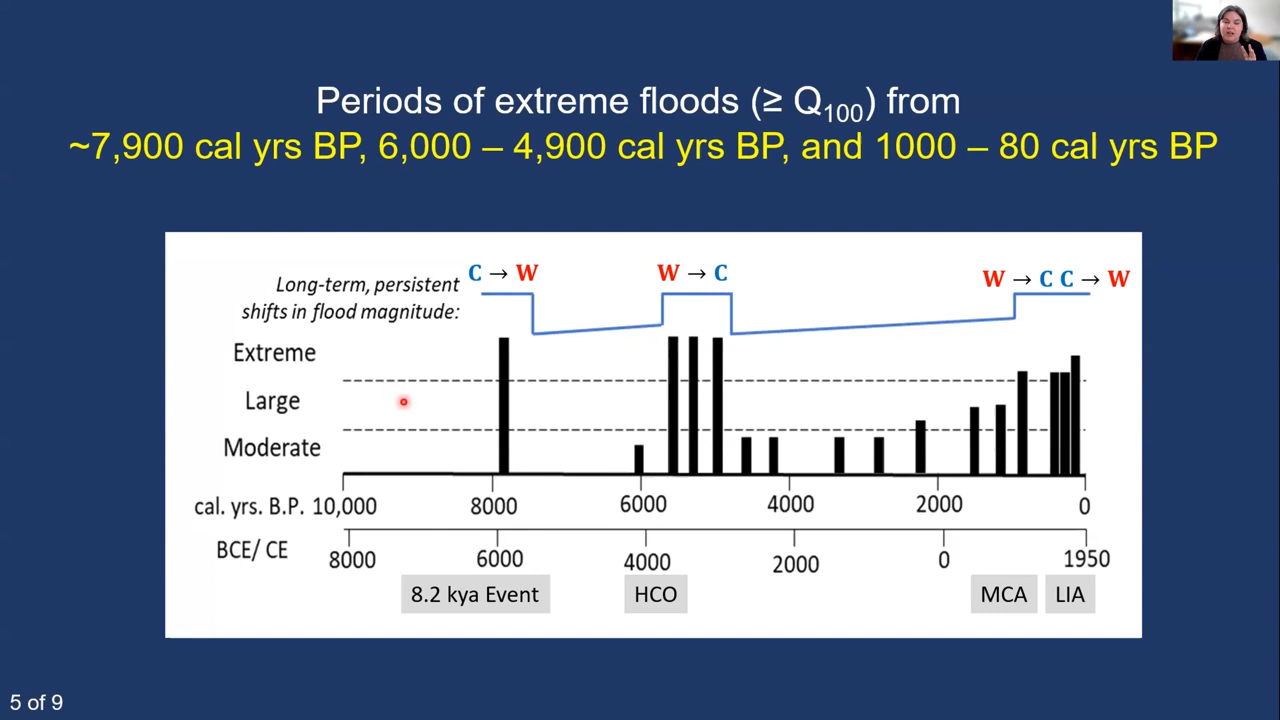 Periods of extreme floods (≥ Q100) from
~7,900 cal yrs BP, 6,000 – 4,900 cal yrs BP, and 1000 – 80 cal yrs BP
Long-term, persistent
shifts in flood magnitude:
C → W
W → C
W → C C → W
Extreme
Large
Moderate
cal. yrs. B.P. 10,000 8000 6000 4000 2000 0
BCE/ CE 8000 6000 4000 2000 0 1950
8.2 kya Event HCO MCA LIA
5 of 9